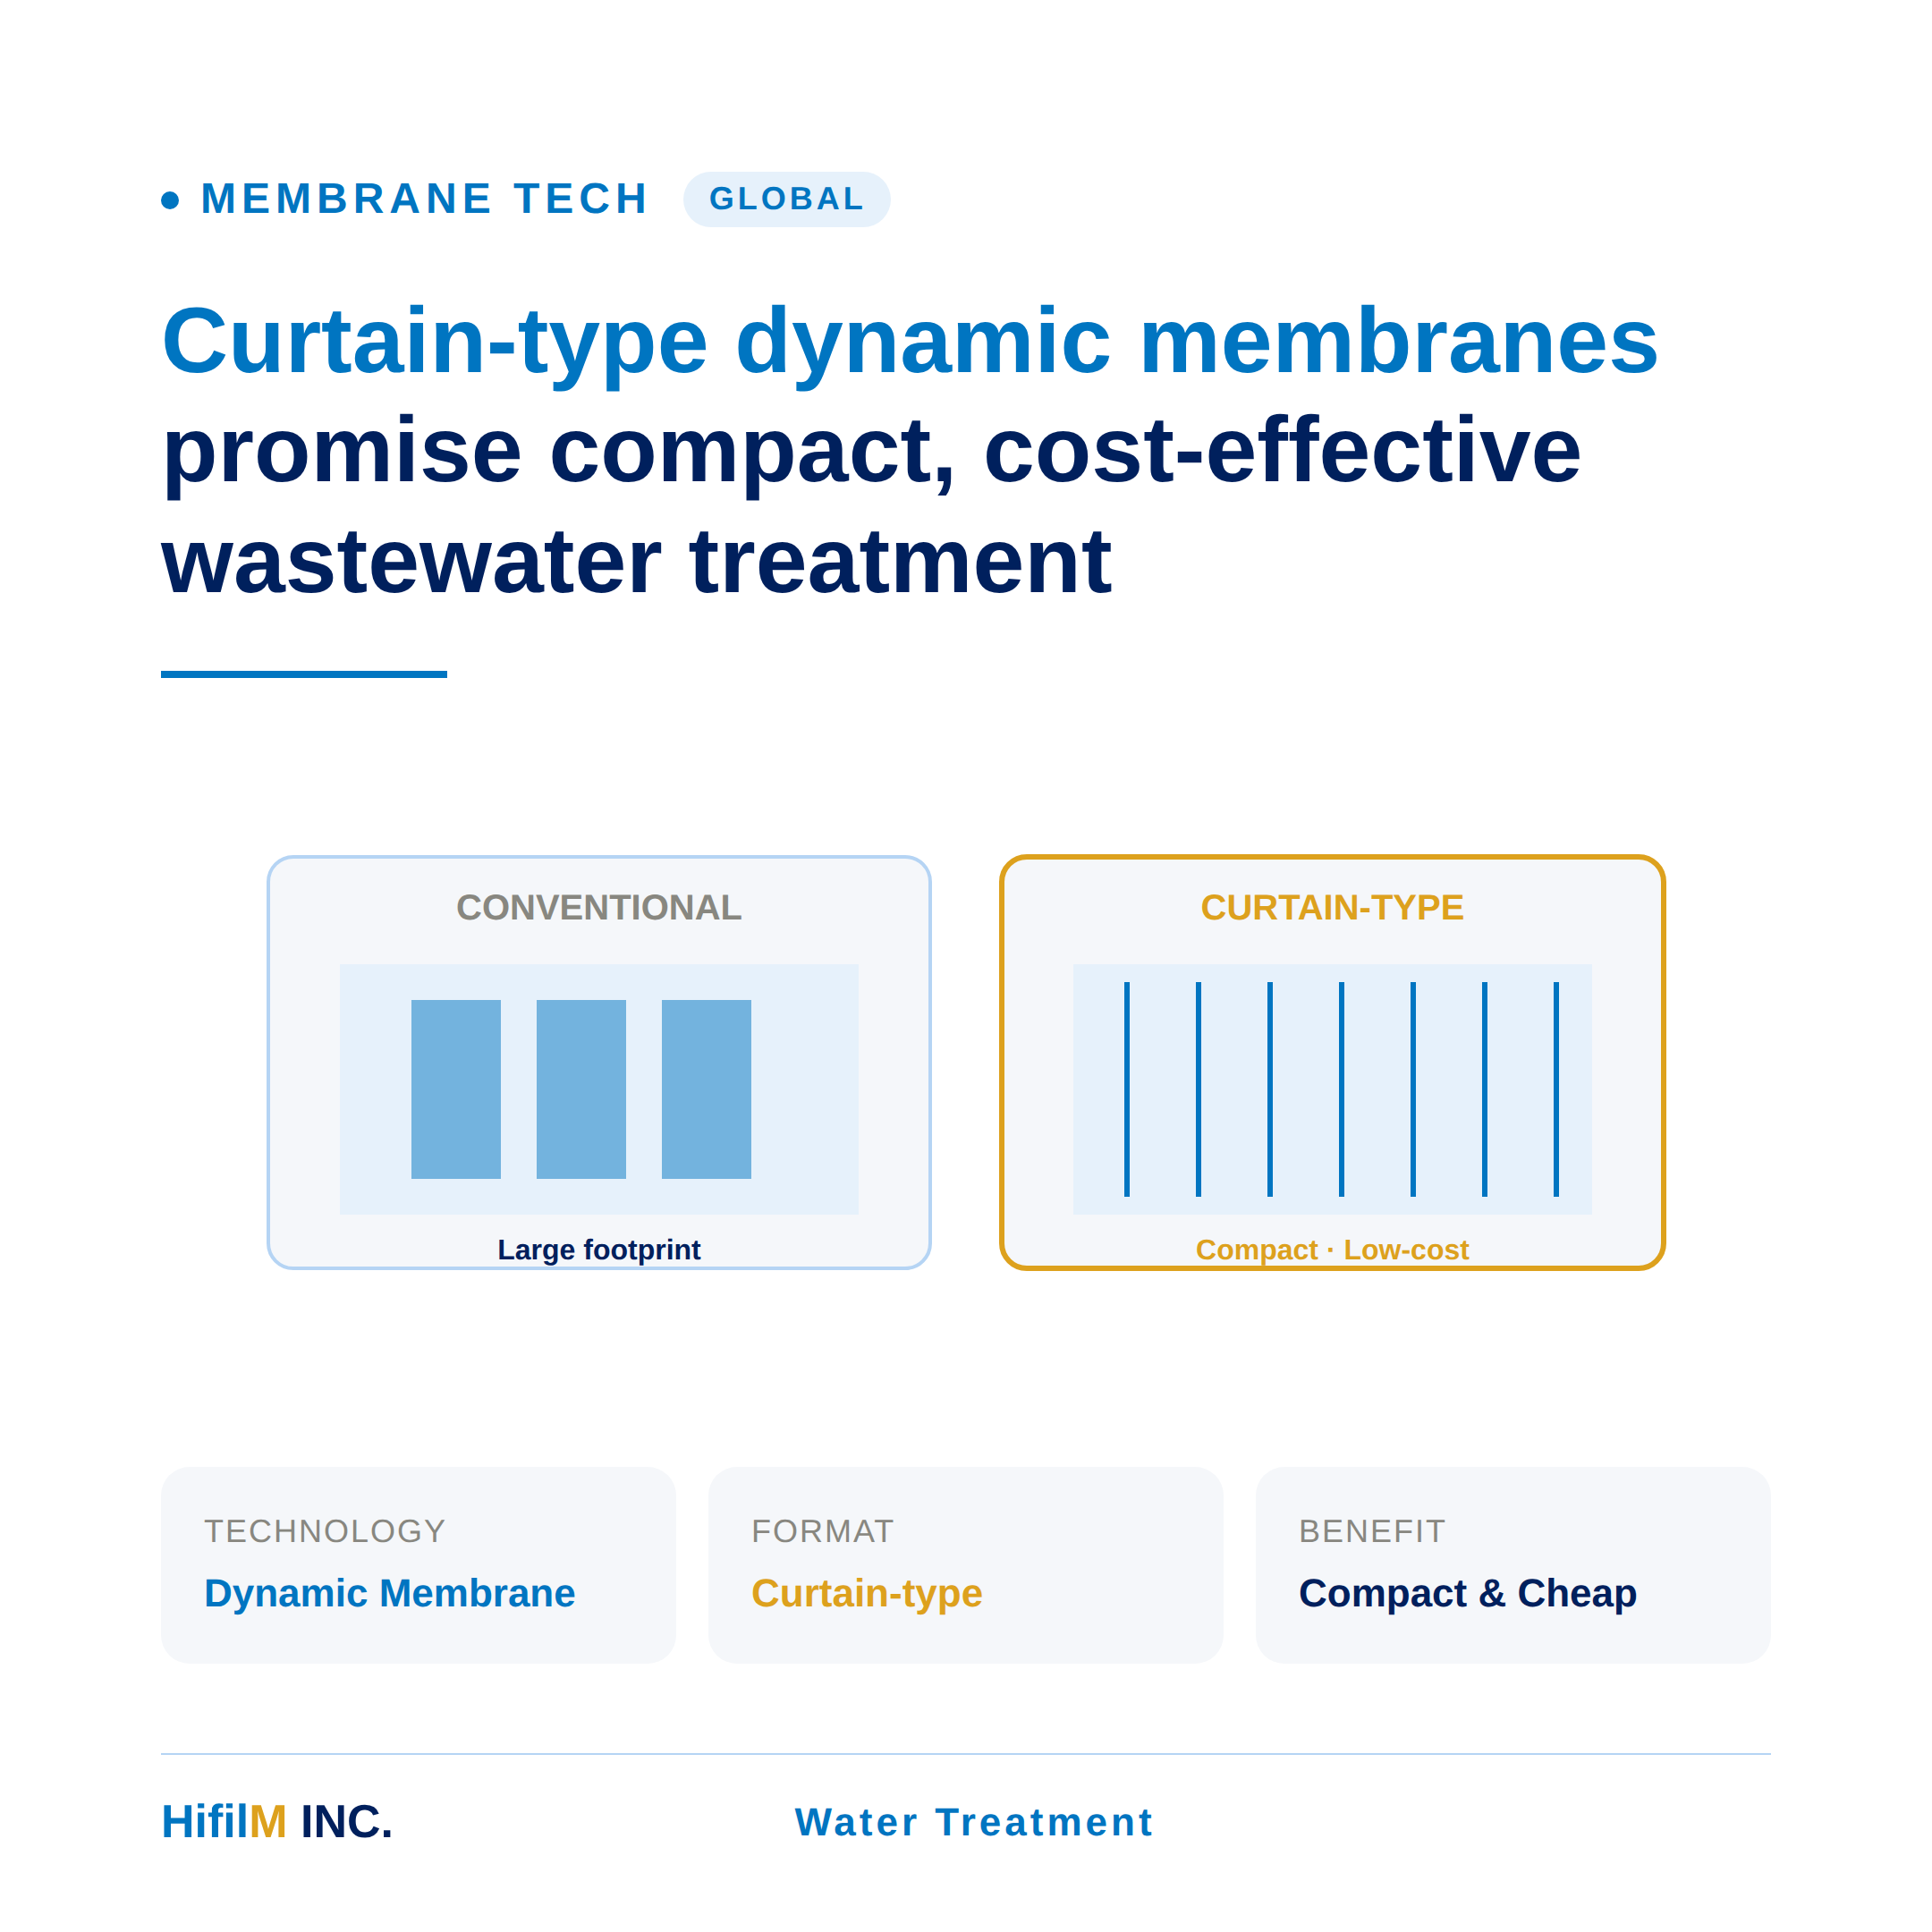 MEMBRANE TECH
GLOBAL
Curtain-type dynamic membranes
promise compact, cost-effective
wastewater treatment
CONVENTIONAL
Large footprint
CURTAIN-TYPE
Compact · Low-cost
TECHNOLOGY
Dynamic Membrane
FORMAT
Curtain-type
BENEFIT
Compact & Cheap
HifilM INC.
Water Treatment